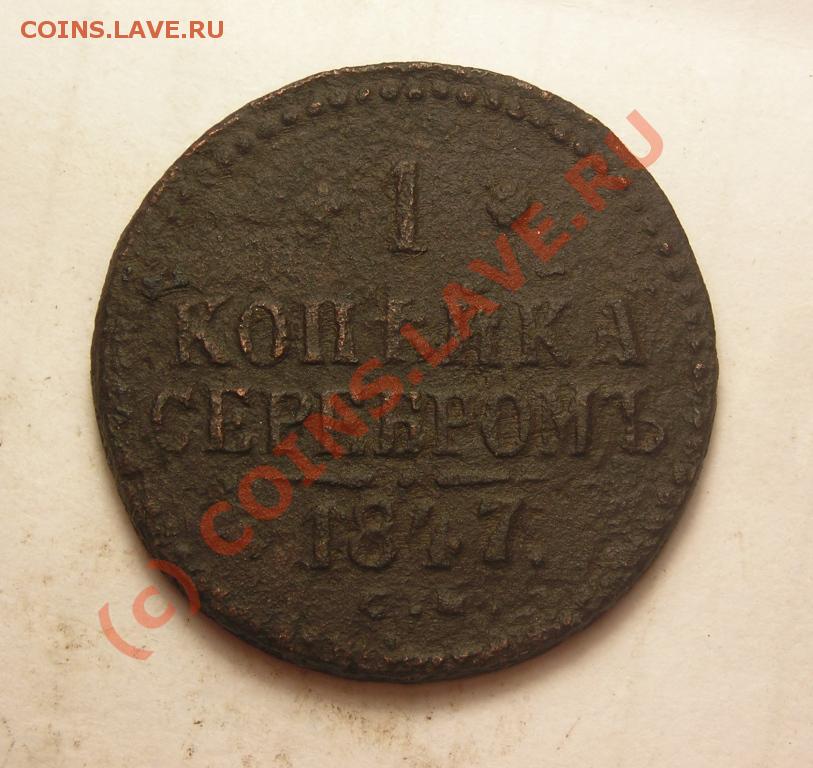 COINS.LAVE.RU
1
КОПѢЙКА
СЕРЕБРОМЪ
1847.
(c) COINS.LAVE.RU